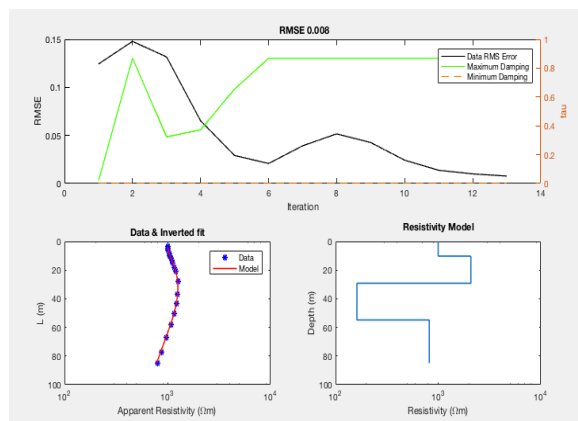 RMSE 0.008
0.15
0.1
0.05
0
RMSE
Data RMS Error
Maximum Damping
Minimum Damping
1
0.8
0.6
0.4
0.2
0
tau
0 2 4 6 8 10 12 14
Iteration
Data & Inverted fit
0
20
40
60
80
100
L (m)
Data
Model
10² 10³ 10⁴
Apparent Resistivity (Ωm)
Resistivity Model
0
20
40
60
80
100
Depth (m)
10² 10³ 10⁴
Resistivity (Ωm)